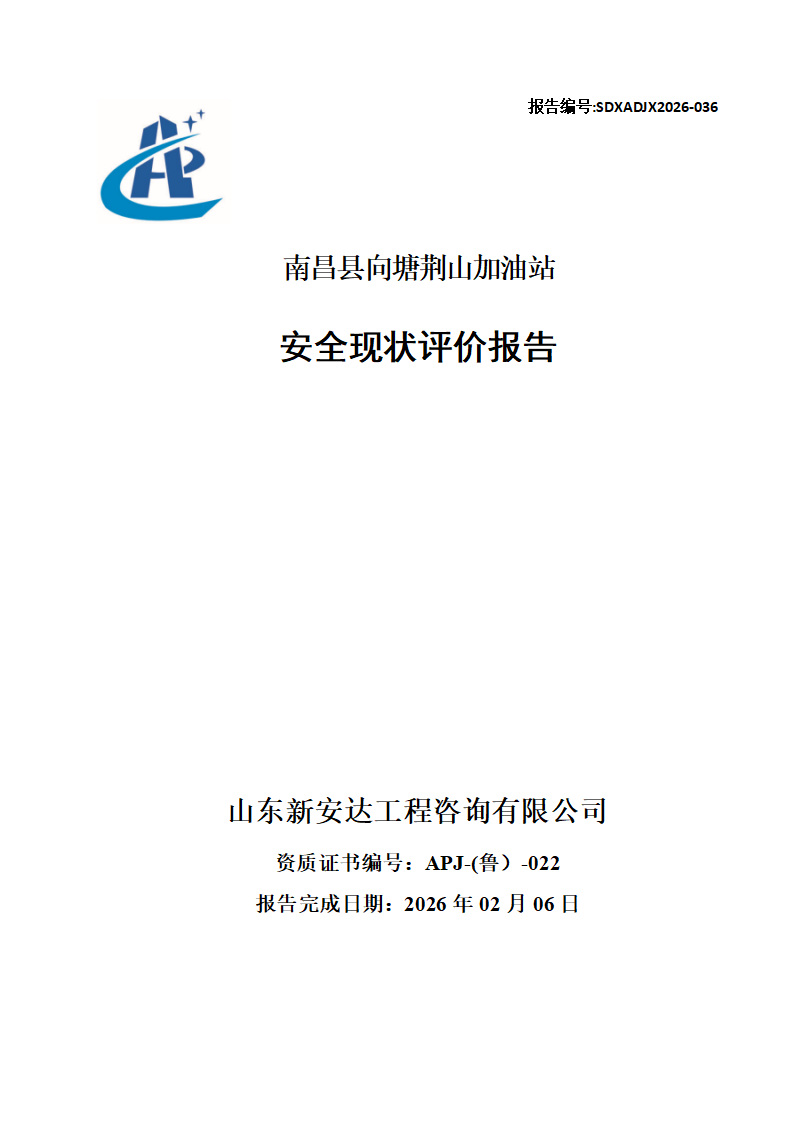 报告编号:SDXADJX2026-036
南昌县向塘荆山加油站
安全现状评价报告
山东新安达工程咨询有限公司
资质证书编号：APJ-(鲁）-022
报告完成日期：2026 年 02 月 06 日